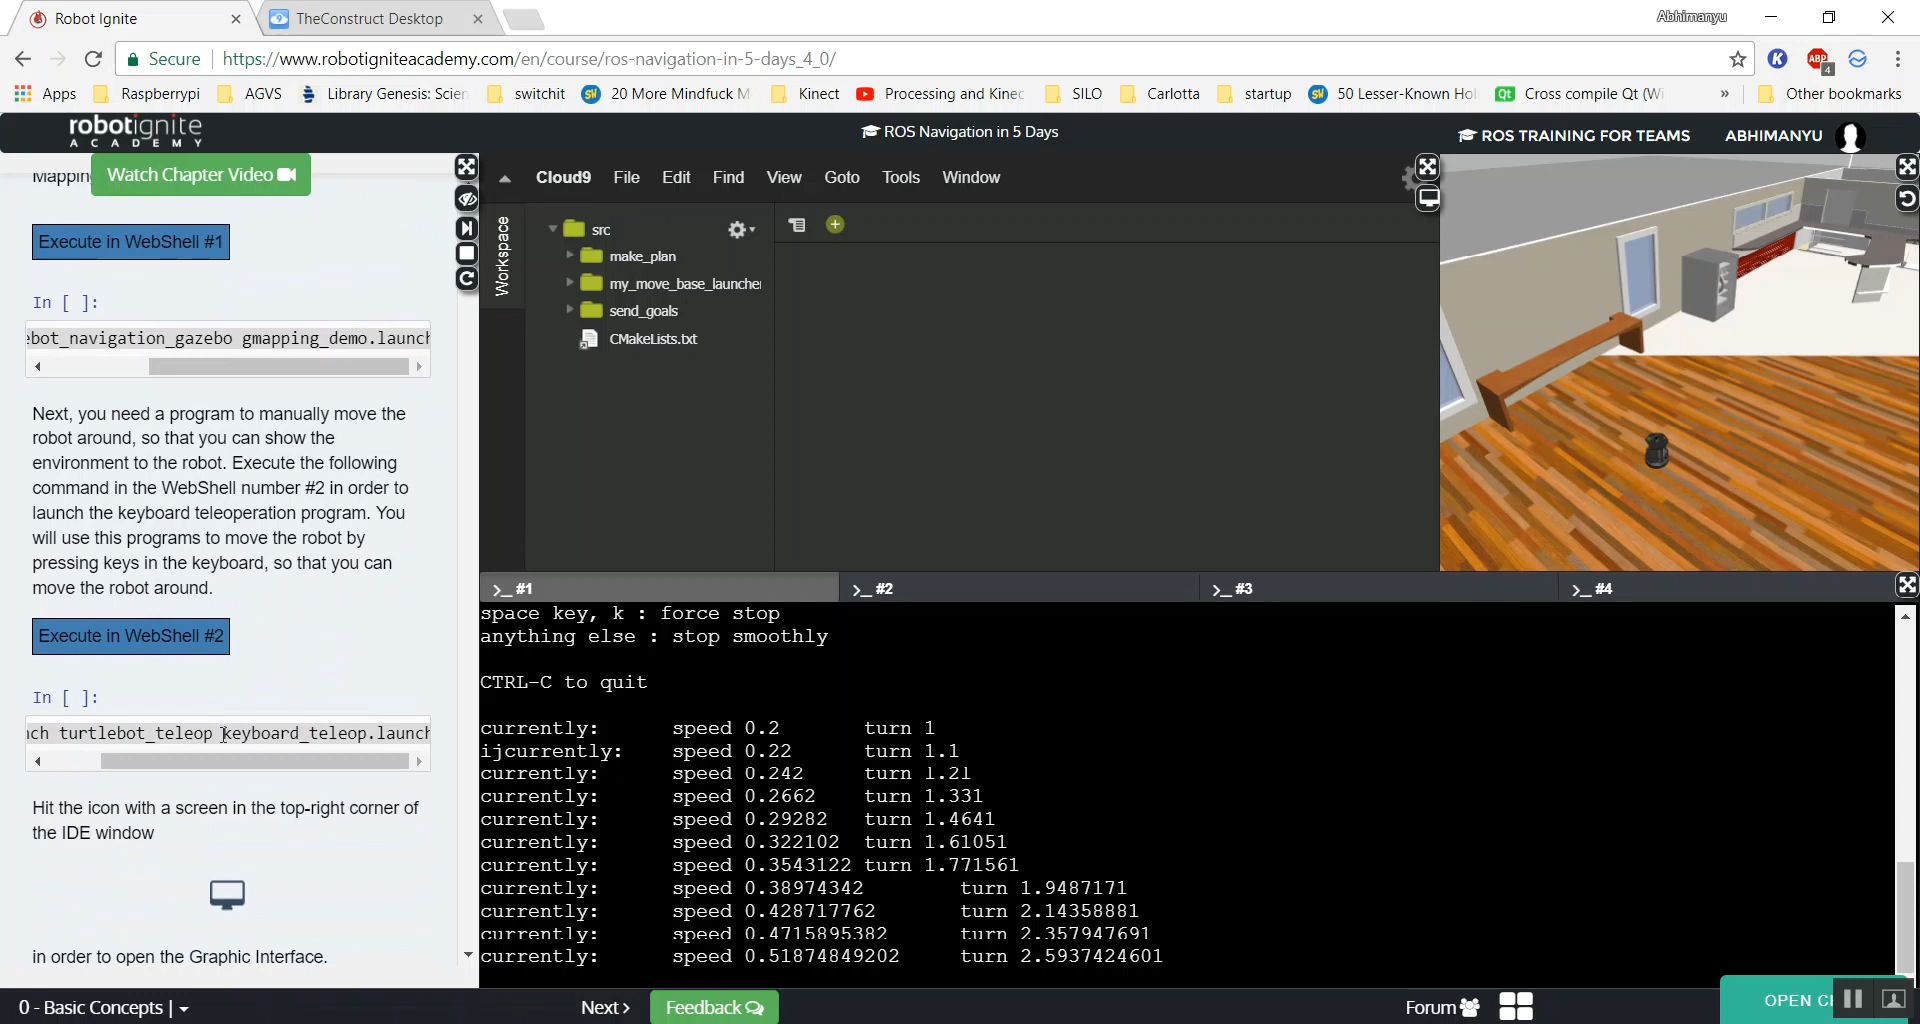 Robot Ignite
TheConstruct Desktop
Abhimanyu
Secure
https://www.robotigniteacademy.com/en/course/ros-navigation-in-5-days_4_0/
4
Apps
Raspberrypi
AGVS
Library Genesis: Scien
switchit
20 More Mindfuck M
Kinect
Processing and Kinec
SILO
Carlotta
startup
50 Lesser-Known Ho
Cross compile Qt (Wi
»
Other bookmarks
robotignite
ACADEMY
ROS Navigation in 5 Days
ROS TRAINING FOR TEAMS
ABHIMANYU
Mapping
Watch Chapter Video
Execute in WebShell #1
In [ ]:
ebot_navigation_gazebo gmapping_demo.launch
Next, you need a program to manually move the
robot around, so that you can show the
environment to the robot. Execute the following
command in the WebShell number #2 in order to
launch the keyboard teleoperation program. You
will use this programs to move the robot by
pressing keys in the keyboard, so that you can
move the robot around.
Execute in WebShell #2
In [ ]:
nch turtlebot_teleop keyboard_teleop.launch
Hit the icon with a screen in the top-right corner of
the IDE window
in order to open the Graphic Interface.
Cloud9 File Edit Find View Goto Tools Window
Workspace
src
make_plan
my_move_base_launcher
send_goals
CMakeLists.txt
>_ #1
>_ #2
>_ #3
>_ #4
space key, k : force stop
anything else : stop smoothly
CTRL-C to quit
currently: speed 0.2 turn 1
ijcurrently: speed 0.22 turn 1.1
currently: speed 0.242 turn 1.21
currently: speed 0.2662 turn 1.331
currently: speed 0.29282 turn 1.4641
currently: speed 0.322102 turn 1.61051
currently: speed 0.3543122 turn 1.771561
currently: speed 0.38974342 turn 1.9487171
currently: speed 0.428717762 turn 2.14358881
currently: speed 0.4715895382 turn 2.357947691
currently: speed 0.51874849202 turn 2.5937424601
0 - Basic Concepts |
Next >
Feedback
Forum
OPEN C